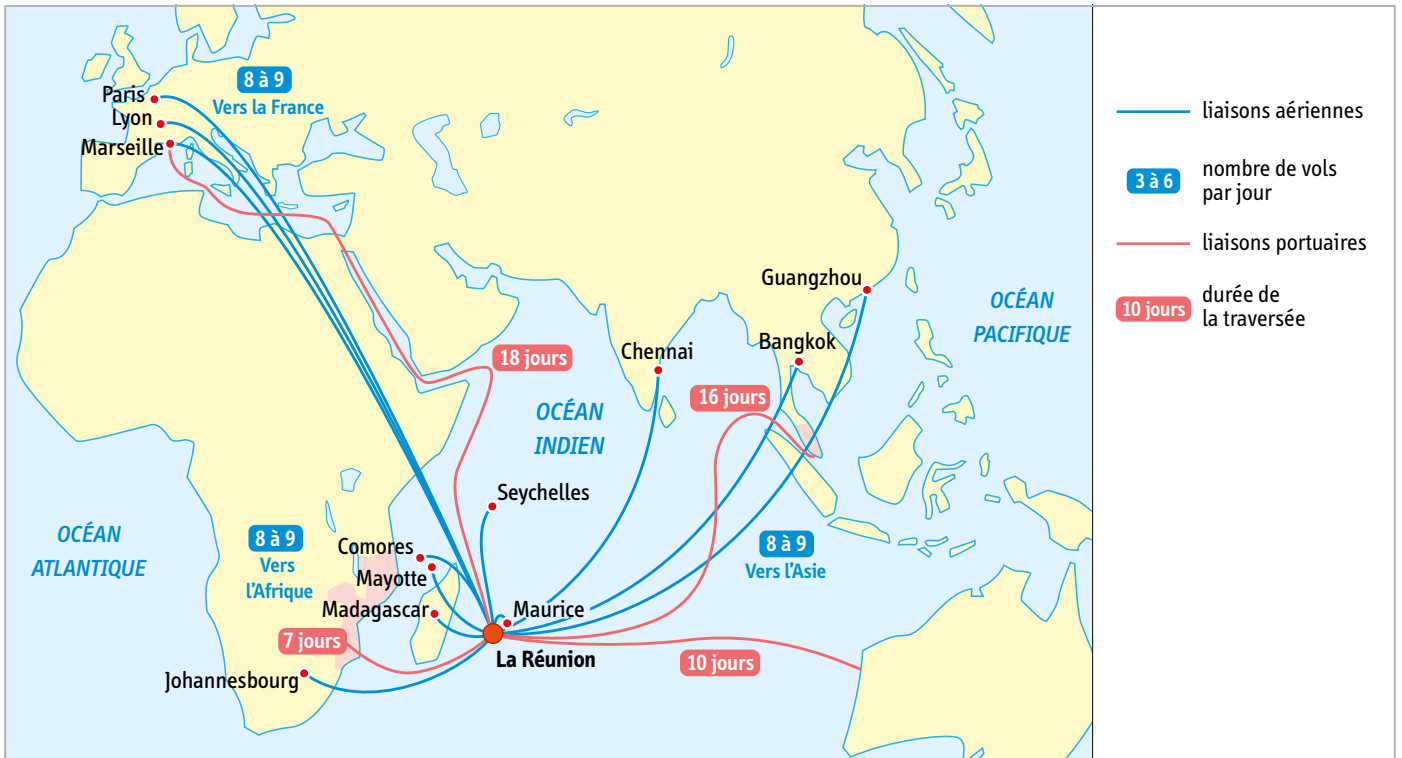 8 à 9
Vers la France
Paris
Lyon
Marseille
Guangzhou
OCÉAN
PACIFIQUE
Bangkok
Chennai
18 jours
16 jours
OCÉAN
INDIEN
Seychelles
OCÉAN
ATLANTIQUE
8 à 9
Vers
l'Afrique
Comores
Mayotte
Madagascar
8 à 9
Vers l'Asie
Maurice
7 jours
La Réunion
10 jours
Johannesbourg
liaisons aériennes
3 à 6
nombre de vols
par jour
liaisons portuaires
10 jours
durée de
la traversée